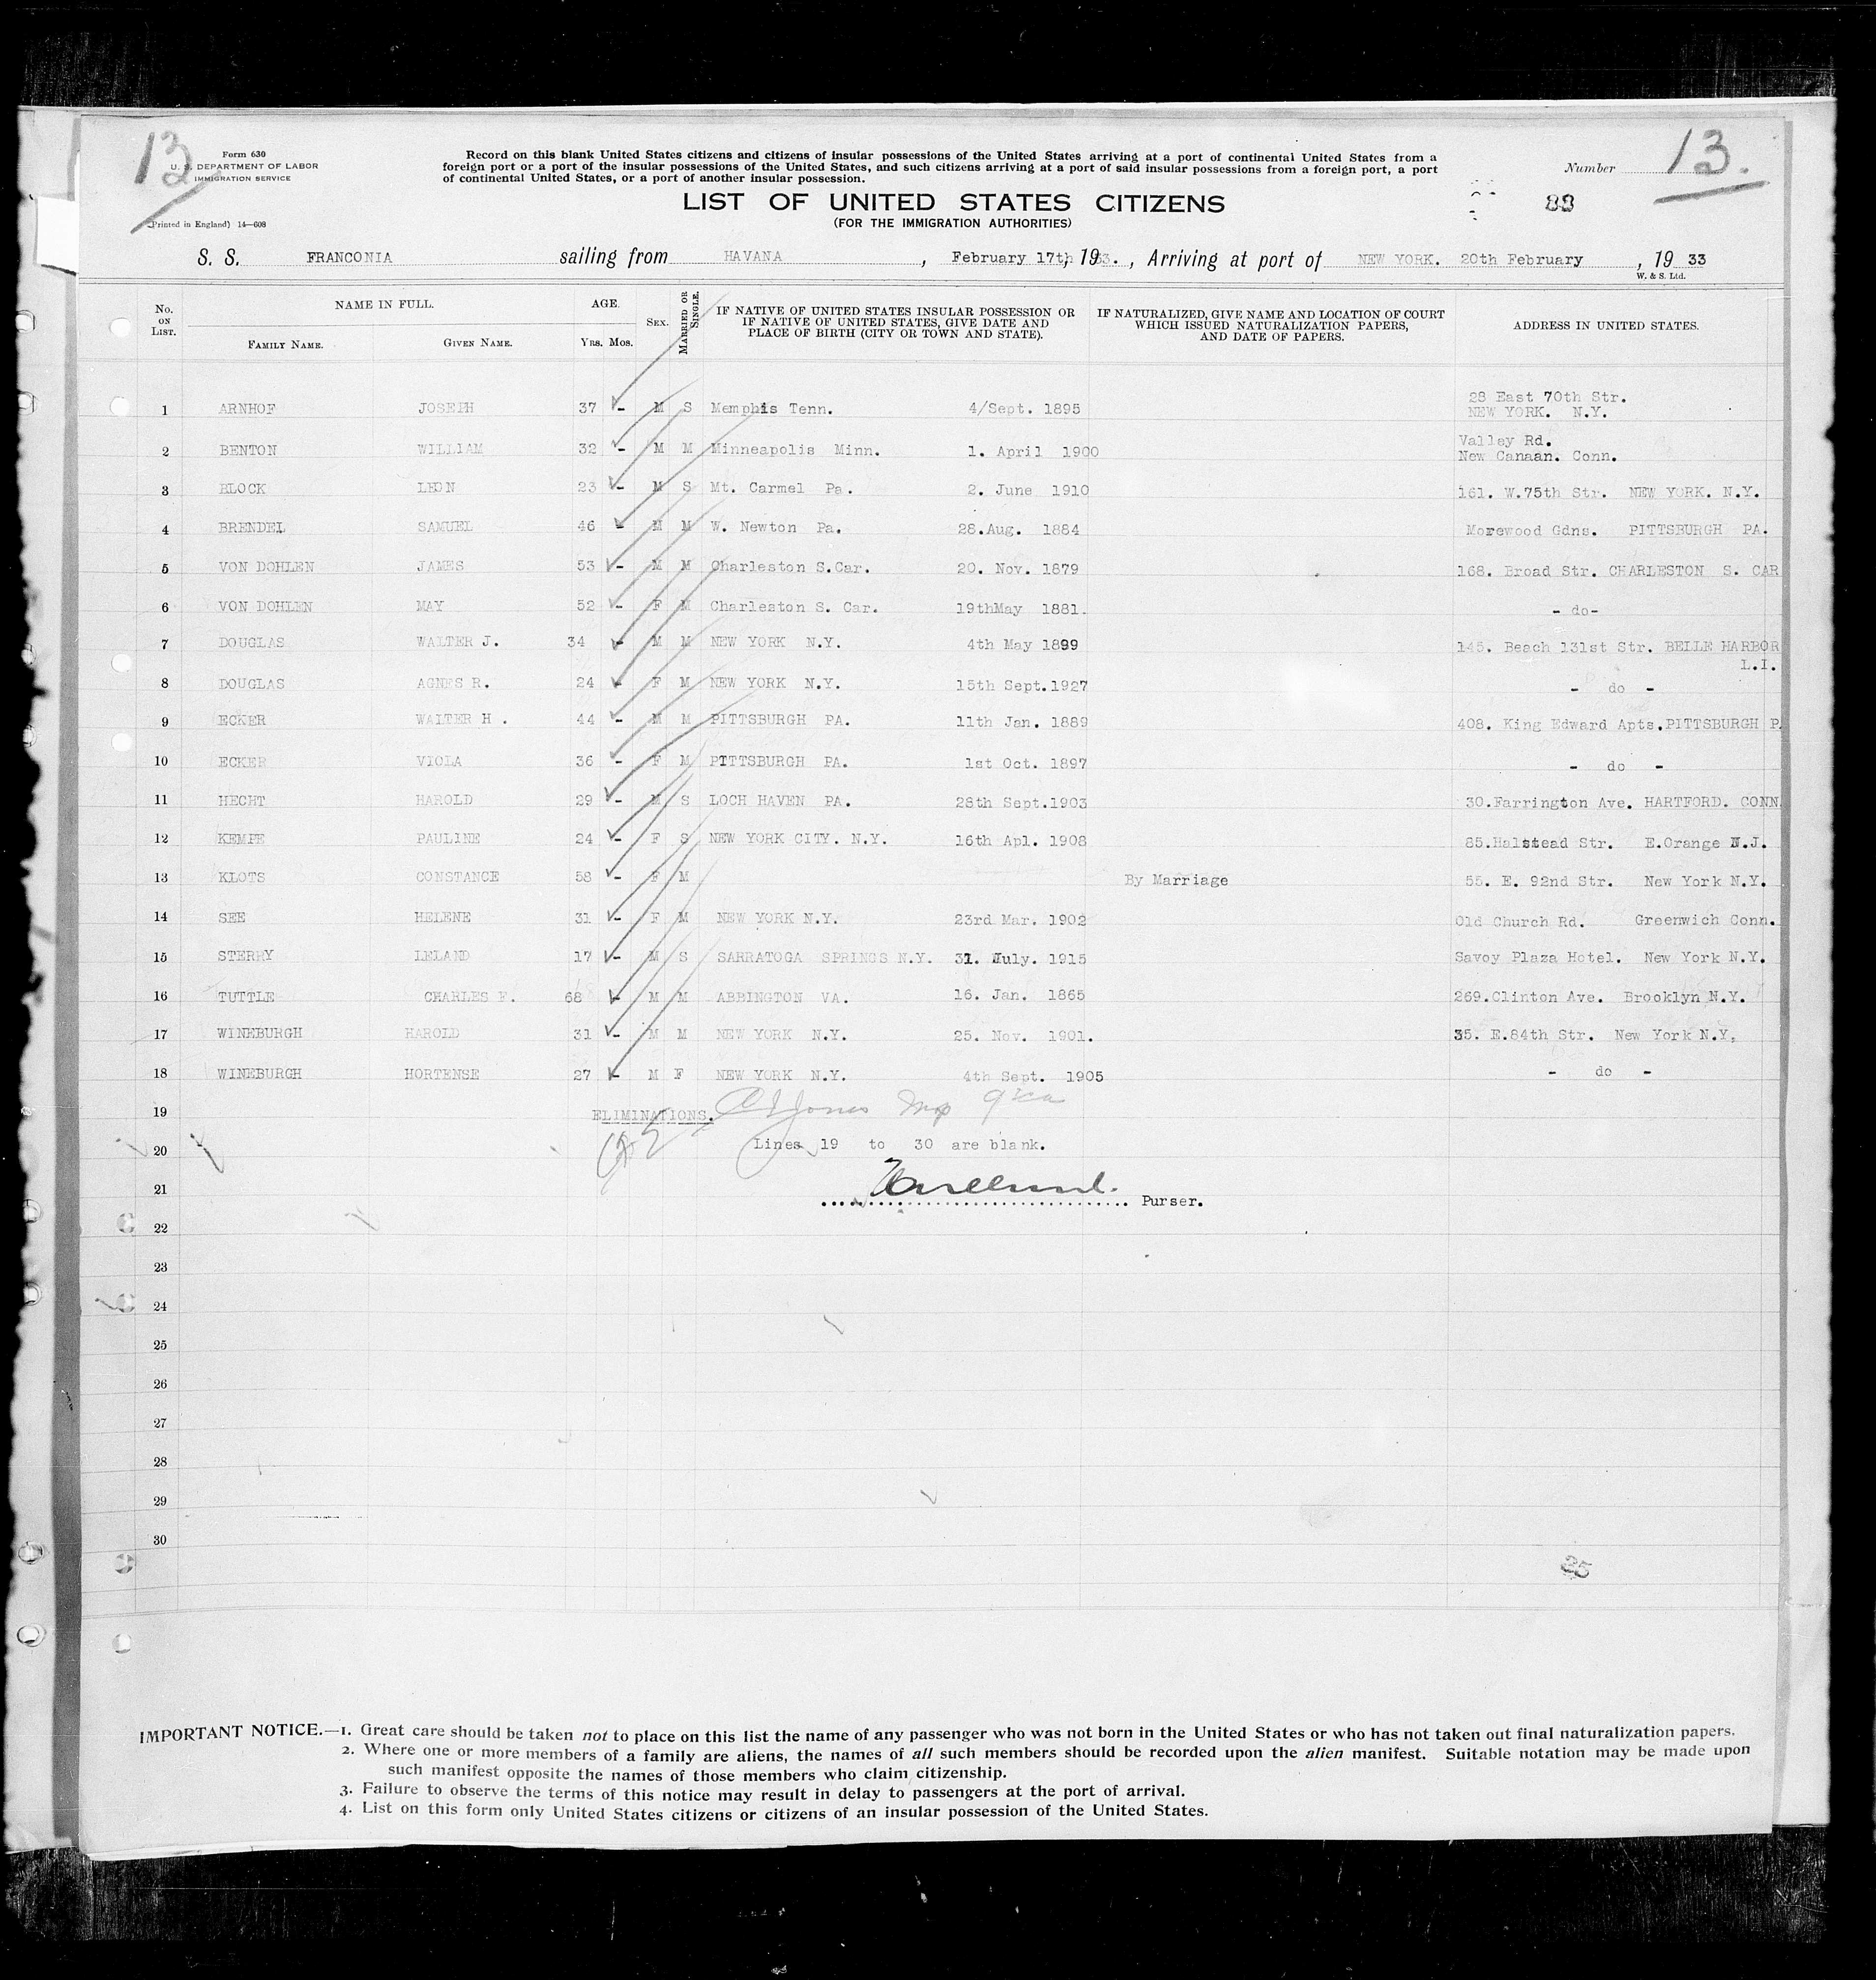 13
13.
Form 630
U. S. DEPARTMENT OF LABOR
IMMIGRATION SERVICE
(Printed in England) 14—608
Record on this blank United States citizens and citizens of insular possessions of the United States arriving at a port of continental United States from a
foreign port or a port of the insular possessions of the United States, and such citizens arriving at a port of said insular possessions from a foreign port, a port
of continental United States, or a port of another insular possession.
Number
LIST OF UNITED STATES CITIZENS
(FOR THE IMMIGRATION AUTHORITIES)
88
S. S. FRANCONIA sailing from HAVANA , February 17th, 1933. , Arriving at port of NEW YORK. 20th February , 19 33
W. & S. Ltd.
No. ON LIST. NAME IN FULL. FAMILY NAME. GIVEN NAME. AGE. YRS. MOS. SEX. MARRIED OR SINGLE. IF NATIVE OF UNITED STATES INSULAR POSSESSION OR IF NATIVE OF UNITED STATES, GIVE DATE AND PLACE OF BIRTH (CITY OR TOWN AND STATE). IF NATURALIZED, GIVE NAME AND LOCATION OF COURT WHICH ISSUED NATURALIZATION PAPERS, AND DATE OF PAPERS. ADDRESS IN UNITED STATES.
1 ARNHOF JOSEPH 37 - M S Memphis Tenn. 4/Sept. 1895 28 East 70th Str.
NEW YORK. N.Y.
2 BENTON WILLIAM 32 - M M Minneapolis Minn. 1. April 1900 Valley Rd.
New Canaan. Conn.
3 BLOCK LEON 23 - M S Mt. Carmel Pa. 2. June 1910 161. W.75th Str. NEW YORK. N.Y.
4 BRENDEL SAMUEL 46 - M M W. Newton Pa. 28.Aug. 1884 Morewood Gdns. PITTSBURGH PA.
5 VON DOHLEN JAMES 53 - M M Charleston S.Car. 20. Nov. 1879 168. Broad Str. CHARLESTON S. CAR
6 VON DOHLEN MAY 52 - F M Charleston S. Car. 19thMay 1881. - do-
7 DOUGLAS WALTER J. 34 - M M NEW YORK N.Y. 4th May 1899 145. Beach 131st Str. BELLE HARBOR
L.I.
8 DOUGLAS AGNES R. 24 - F M NEW YORK N.Y. 15th Sept.1927 - do -
9 ECKER WALTER H . 44 - M M PITTSBURGH PA. 11th Jan. 1889 408. King Edward Apts.PITTSBURGH P.
10 ECKER VIOLA 36 - F M PITTSBURGH PA. 1st Oct. 1897 - do -
11 HECHT HAROLD 29 - M S LOCH HAVEN PA. 28th Sept.1903 30.Farrington Ave. HARTFORD. CONN
12 KEMPE PAULINE 24 - F S NEW YORK CITY. N.Y. 16th Apl. 1908 85.Halstead Str. E.Orange N.J.
13 KLOTS CONSTANCE 58 - F M By Marriage 55. E. 92nd Str. New York N.Y.
14 SEE HELENE 31 - F M NEW YORK N.Y. 23rd Mar. 1902 Old Church Rd. Greenwich Conn.
15 STERRY LELAND 17 - M S SARRATOGA SPRINGS N.Y. 31. July. 1915 Savoy Plaza Hotel. New York N.Y.
16 TUTTLE CHARLES F. 68 - M M ABBINGTON VA. 16. Jan. 1865 269.Clinton Ave. Brooklyn N.Y.
17 WINEBURGH HAROLD 31 - M M NEW YORK N.Y. 25. Nov. 1901. 35. E.84th Str. New York N.Y.
18 WINEBURGH HORTENSE 27 - M F NEW YORK N.Y. 4th Sept. 1905 - do -
19 ELIMINATIONS. Jones
20 Lines 19 to 30 are blank.
21 Purser.
22
23
24
25
26
27
28
29
30
35
IMPORTANT NOTICE.—1. Great care should be taken not to place on this list the name of any passenger who was not born in the United States or who has not taken out final naturalization papers.
2. Where one or more members of a family are aliens, the names of all such members should be recorded upon the alien manifest. Suitable notation may be made upon
such manifest opposite the names of those members who claim citizenship.
3. Failure to observe the terms of this notice may result in delay to passengers at the port of arrival.
4. List on this form only United States citizens or citizens of an insular possession of the United States.